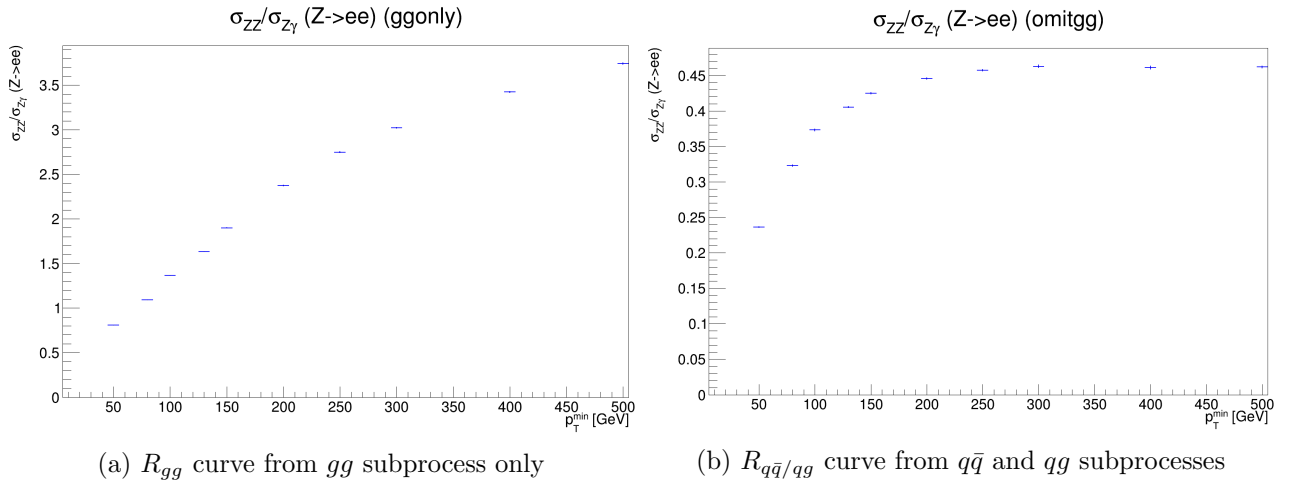 σ_ZZ/σ_Zγ (Z->ee) (ggonly)
σ_ZZ/σ_Zγ (Z->ee)
3.5
3
2.5
2
1.5
1
0.5
0
50 100 150 200 250 300 350 400 450 500
p_T^min [GeV]
(a) R_gg curve from gg subprocess only
σ_ZZ/σ_Zγ (Z->ee) (omitgg)
σ_ZZ/σ_Zγ (Z->ee)
0.45
0.4
0.35
0.3
0.25
0.2
0.15
0.1
0.05
0
50 100 150 200 250 300 350 400 450 500
p_T^min [GeV]
(b) R_qq̄/qg curve from qq̄ and qg subprocesses